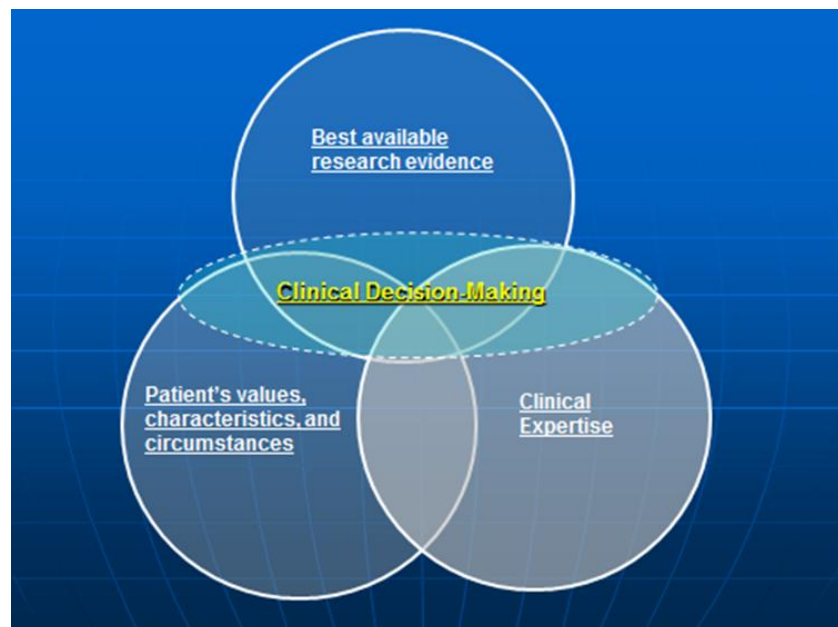 Best available
research evidence
Clinical Decision-Making
Patient's values,
characteristics, and
circumstances
Clinical
Expertise